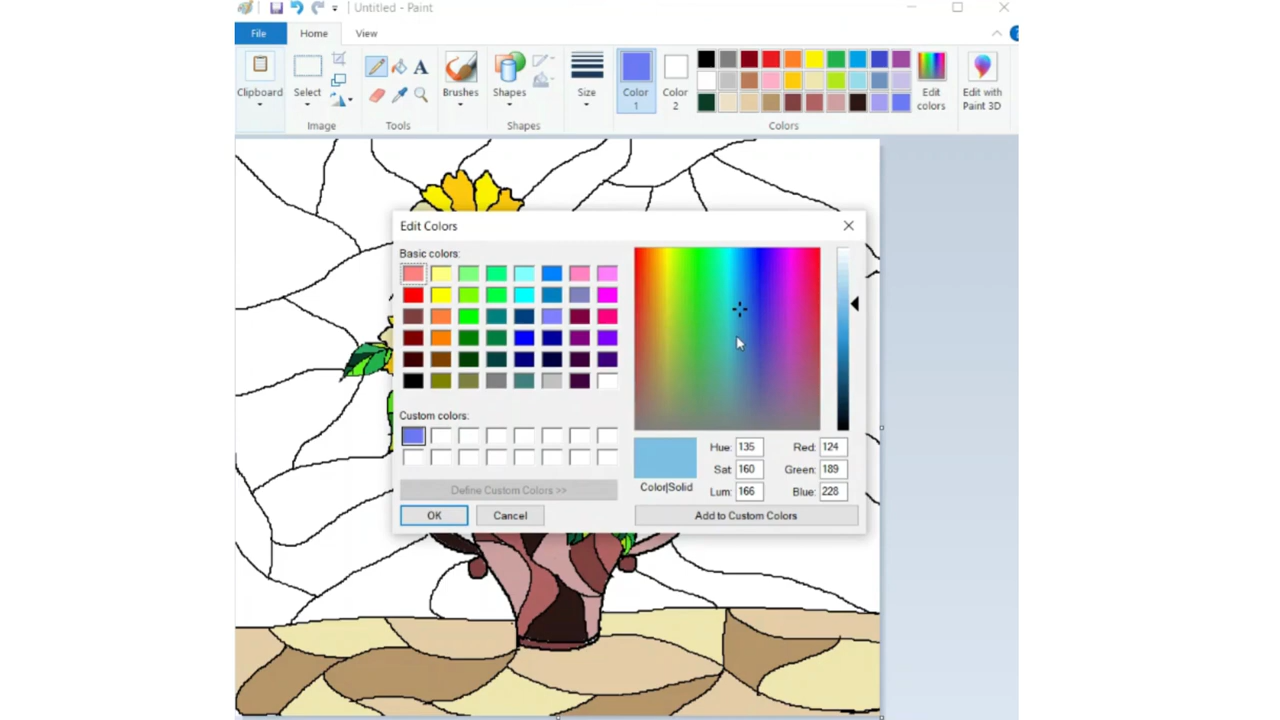 Untitled - Paint
File
Home
View
Clipboard
Select
Image
Tools
Brushes
Shapes
Shapes
Size
Color
1
Color
2
Edit
colors
Colors
Edit with
Paint 3D
Edit Colors
Basic colors:
Custom colors:
Define Custom Colors >>
OK
Cancel
Color|Solid
Hue: 135
Sat: 160
Lum: 166
Red: 124
Green: 189
Blue: 228
Add to Custom Colors